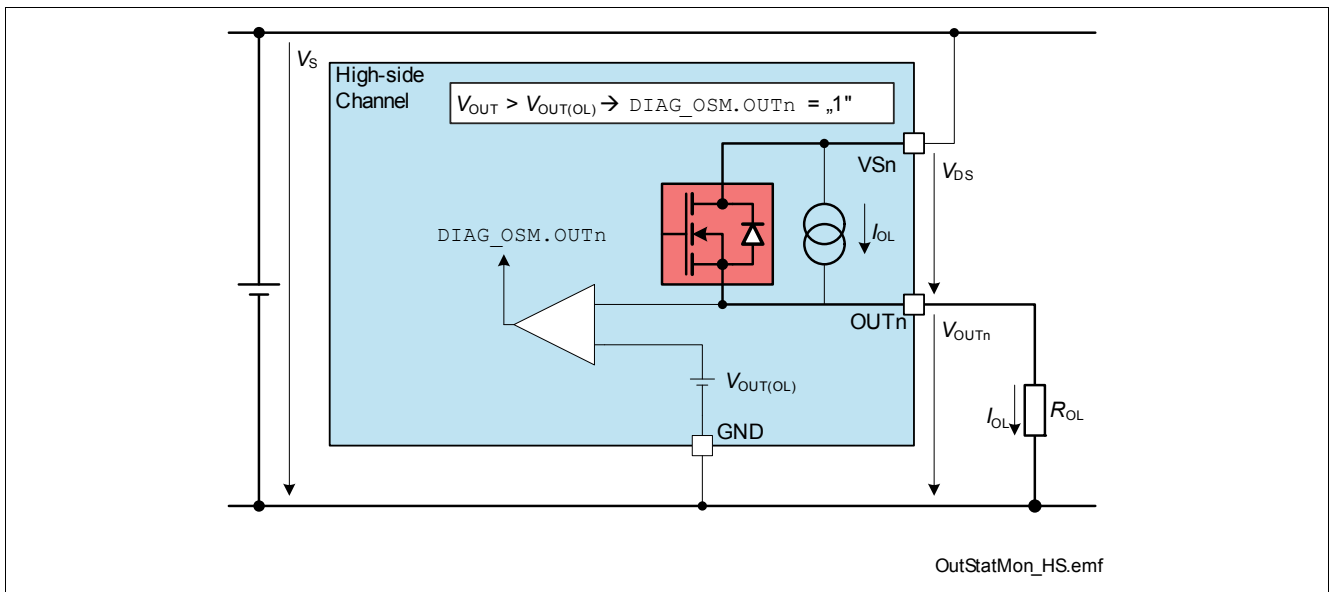 VS
High-side
Channel
VOUT > VOUT(OL) → DIAG_OSM.OUTn = „1"
VSn
VDS
IOL
DIAG_OSM.OUTn
OUTn
VOUTn
VOUT(OL)
IOL
ROL
GND
OutStatMon_HS.emf